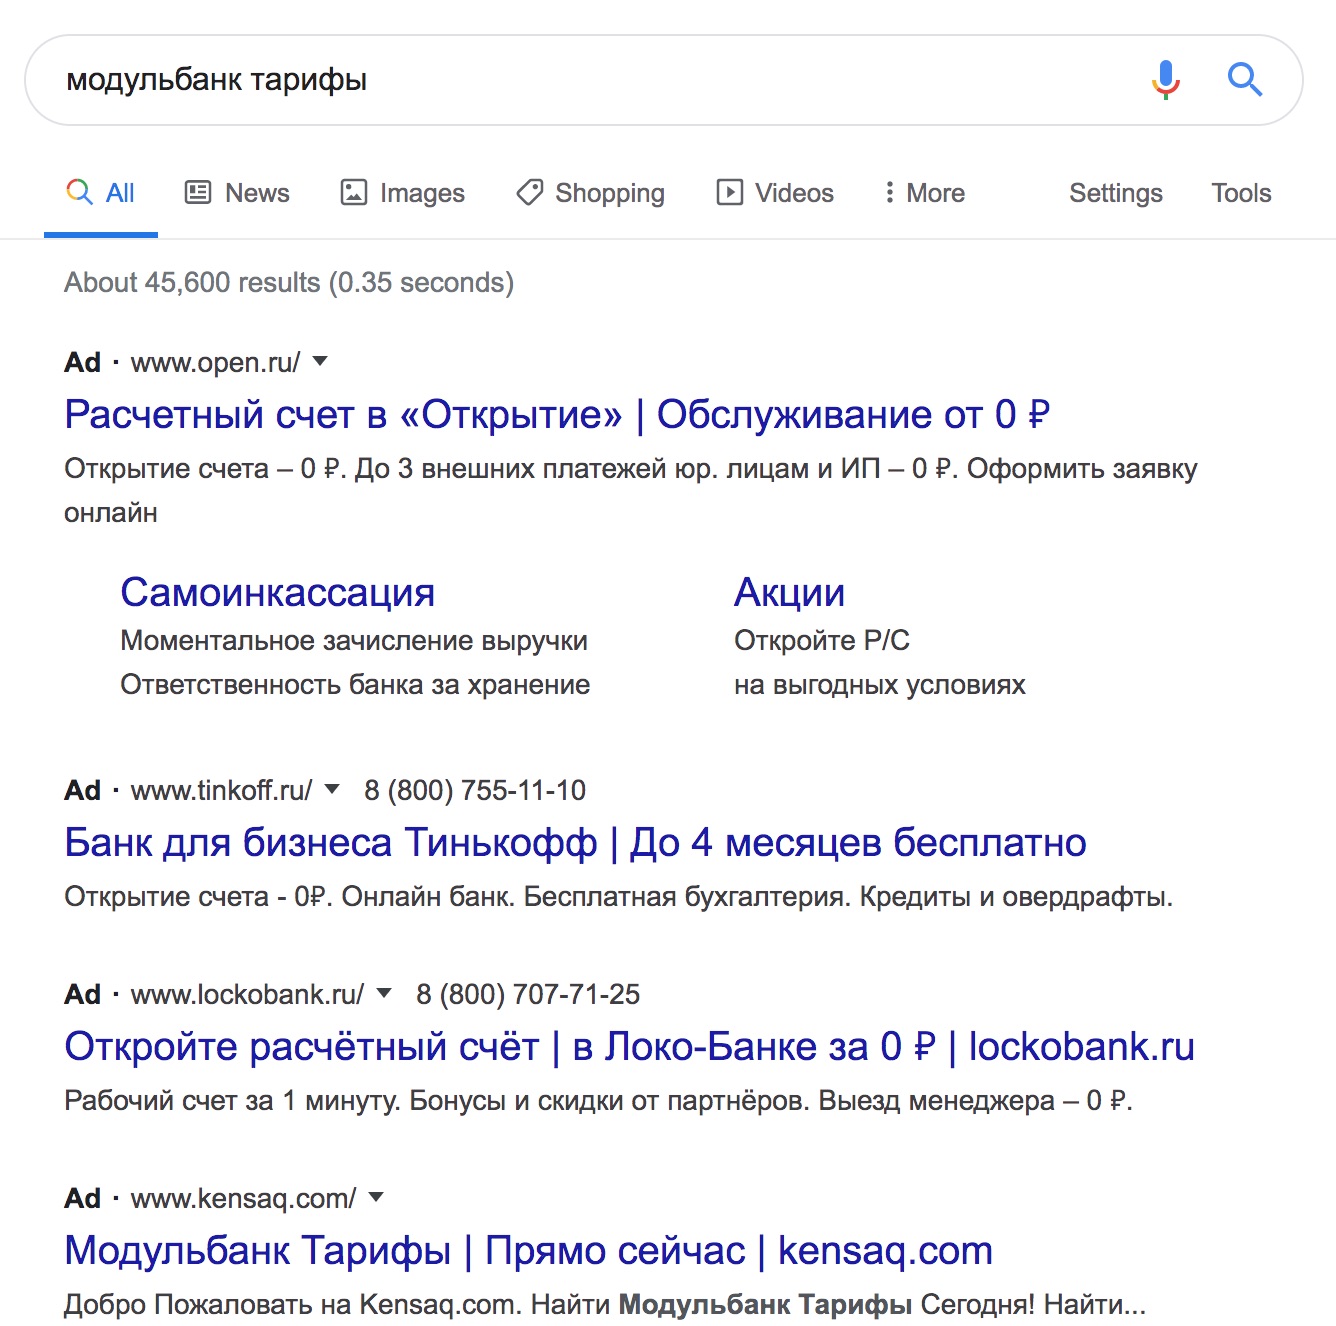 модульбанк тарифы
All News Images Shopping Videos More Settings Tools
About 45,600 results (0.35 seconds)
Ad · www.open.ru/
Расчетный счет в «Открытие» | Обслуживание от 0 ₽
Открытие счета – 0 ₽. До 3 внешних платежей юр. лицам и ИП – 0 ₽. Оформить заявку
онлайн
Самоинкассация
Моментальное зачисление выручки
Ответственность банка за хранение
Акции
Откройте Р/С
на выгодных условиях
Ad · www.tinkoff.ru/ 8 (800) 755-11-10
Банк для бизнеса Тинькофф | До 4 месяцев бесплатно
Открытие счета - 0₽. Онлайн банк. Бесплатная бухгалтерия. Кредиты и овердрафты.
Ad · www.lockobank.ru/ 8 (800) 707-71-25
Откройте расчётный счёт | в Локо-Банке за 0 ₽ | lockobank.ru
Рабочий счет за 1 минуту. Бонусы и скидки от партнёров. Выезд менеджера – 0 ₽.
Ad · www.kensaq.com/
Модульбанк Тарифы | Прямо сейчас | kensaq.com
Добро Пожаловать на Kensaq.com. Найти Модульбанк Тарифы Сегодня! Найти...